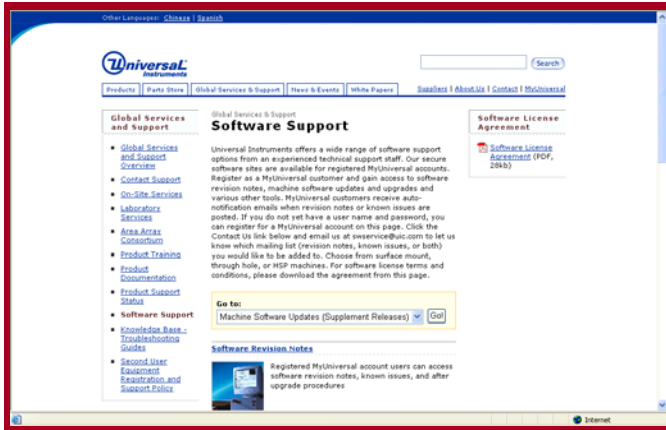 Other Languages: Chinese | Spanish
Universal
Instruments
Search
Products
Parts Store
Global Services & Support
News & Events
White Papers
Suppliers | About Us | Contact | MyUniversal
Global Services
and Support
Global Services
and Support
Overview
Contact Support
On-Site Services
Laboratory
Services
Area Array
Consortium
Product Training
Product
Documentation
Product Support
Status
Software Support
Knowledge Base -
Troubleshooting
Guides
Second User
Equipment
Registration and
Support Policy
Global Services & Support
Software Support
Universal Instruments offers a wide range of software support
options from an experienced technical support staff. Our secure
software sites are available for registered MyUniversal accounts.
Register as a MyUniversal customer and gain access to software
revision notes, machine software updates and upgrades and
various other tools. MyUniversal customers receive auto-
notification emails when revision notes or known issues are
posted. If you do not yet have a user name and password, you
can register for a MyUniversal account on this page. Click the
Contact Us link below and email us at swservice@uic.com to let us
know which mailing list (revision notes, known issues, or both)
you would like to be added to. Choose from surface mount,
through hole, or HSP machines. For software license terms and
conditions, please download the agreement from this page.
Go to:
Machine Software Updates (Supplement Releases)
Go!
Software Revision Notes
Registered MyUniversal account users can access
software revision notes, known issues, and after
upgrade procedures
Software License
Agreement
Software License
Agreement (PDF,
28kb)
Internet